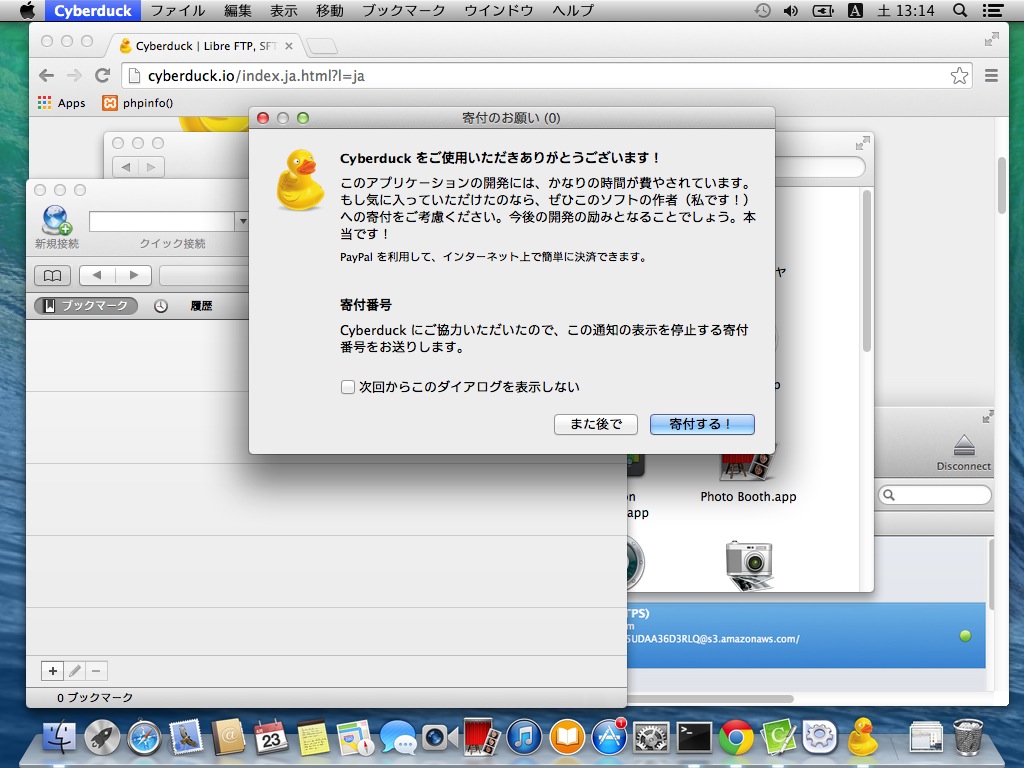 Cyberduck ファイル 編集 表示 移動 ブックマーク ウインドウ ヘルプ A 土 13:14
Cyberduck | Libre FTP, SFT
cyberduck.io/index.ja.html?l=ja
Apps phpinfo()
寄付のお願い (0)
Cyberduck をご使用いただきありがとうございます！
このアプリケーションの開発には、かなりの時間が費やされています。
もし気に入っていただけたのなら、ぜひこのソフトの作者（私です！）
への寄付をご考慮ください。今後の開発の励みとなることでしょう。本
当です！
PayPal を利用して、インターネット上で簡単に決済できます。
寄付番号
Cyberduck にご協力いただいたので、この通知の表示を停止する寄付
番号をお送りします。
次回からこのダイアログを表示しない
また後で 寄付する！
新規接続 クイック接続
ブックマーク 履歴
ャ
Disconnect
on
app
Photo Booth.app
TPS)
m
5UDAA36D3RLQ@s3.amazonaws.com/
0 ブックマーク
23
1